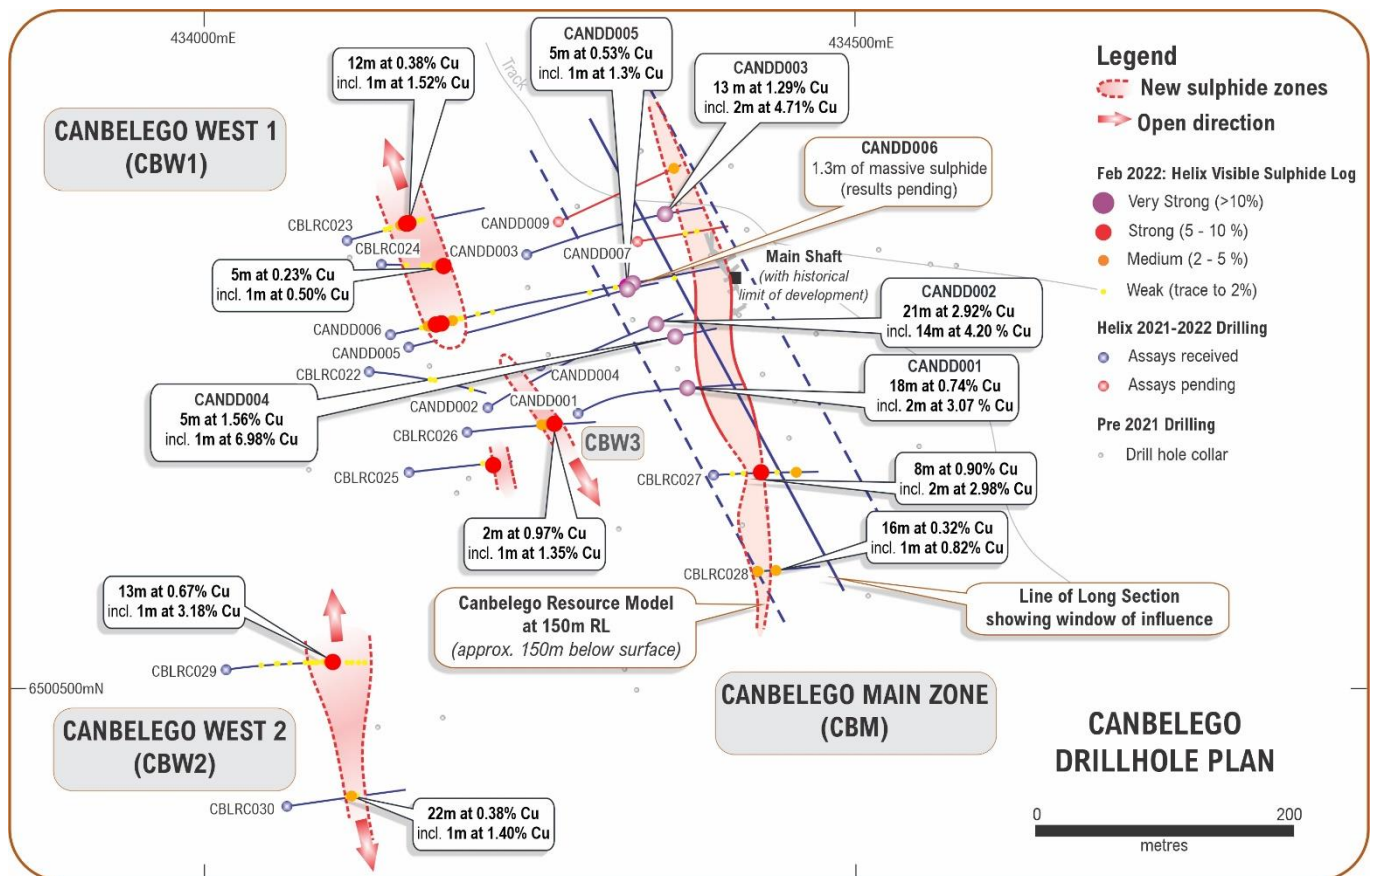 434000mE
434500mE
CANDD005
5m at 0.53% Cu
incl. 1m at 1.3% Cu
12m at 0.38% Cu
incl. 1m at 1.52% Cu
Track
CANDD003
13 m at 1.29% Cu
incl. 2m at 4.71% Cu
CANBELEGO WEST 1
(CBW1)
CANDD006
1.3m of massive sulphide
(results pending)
CBLRC023
CBLRC024
CANDD009
CANDD003
CANDD007
5m at 0.23% Cu
incl. 1m at 0.50% Cu
Main Shaft
(with historical
limit of development)
CANDD002
21m at 2.92% Cu
incl. 14m at 4.20 % Cu
CANDD006
CANDD005
CBLRC022
CANDD004
CANDD002
CANDD001
CANDD001
18m at 0.74% Cu
incl. 2m at 3.07 % Cu
CANDD004
5m at 1.56% Cu
incl. 1m at 6.98% Cu
CBLRC026
CBW3
CBLRC025
CBLRC027
8m at 0.90% Cu
incl. 2m at 2.98% Cu
2m at 0.97% Cu
incl. 1m at 1.35% Cu
16m at 0.32% Cu
incl. 1m at 0.82% Cu
CBLRC028
13m at 0.67% Cu
incl. 1m at 3.18% Cu
Canbelego Resource Model
at 150m RL
(approx. 150m below surface)
Line of Long Section
showing window of influence
CBLRC029
6500500mN
CANBELEGO WEST 2
(CBW2)
CANBELEGO MAIN ZONE
(CBM)
CBLRC030
22m at 0.38% Cu
incl. 1m at 1.40% Cu
Legend
New sulphide zones
Open direction
Feb 2022: Helix Visible Sulphide Log
Very Strong (>10%)
Strong (5 - 10 %)
Medium (2 - 5 %)
Weak (trace to 2%)
Helix 2021-2022 Drilling
Assays received
Assays pending
Pre 2021 Drilling
Drill hole collar
CANBELEGO
DRILLHOLE PLAN
0 200
metres